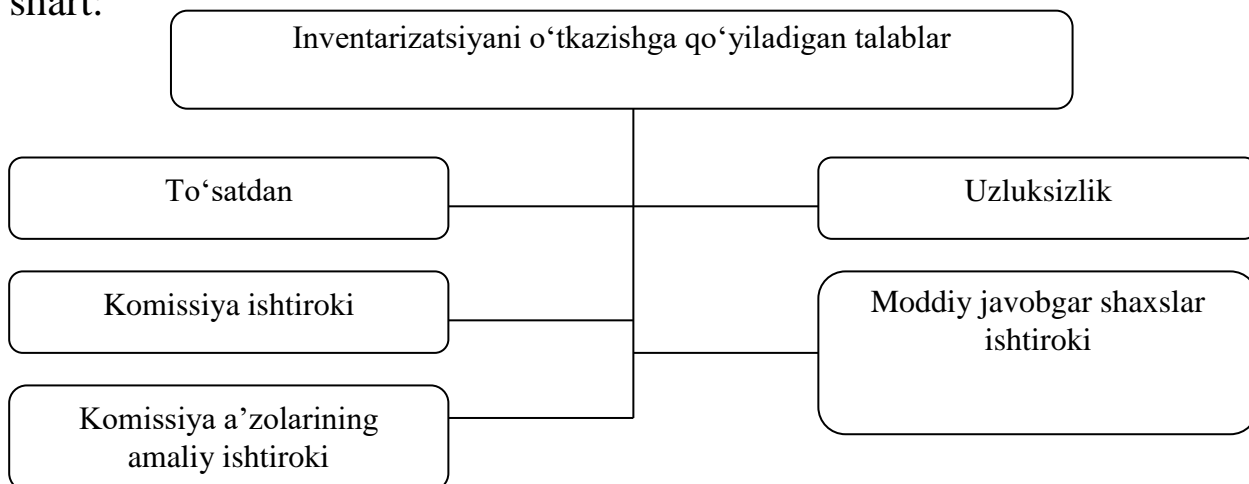 shart:
Inventarizatsiyani o‘tkazishga qo‘yiladigan talablar
To‘satdan
Uzluksizlik
Komissiya ishtiroki
Moddiy javobgar shaxslar
ishtiroki
Komissiya a’zolarining
amaliy ishtiroki